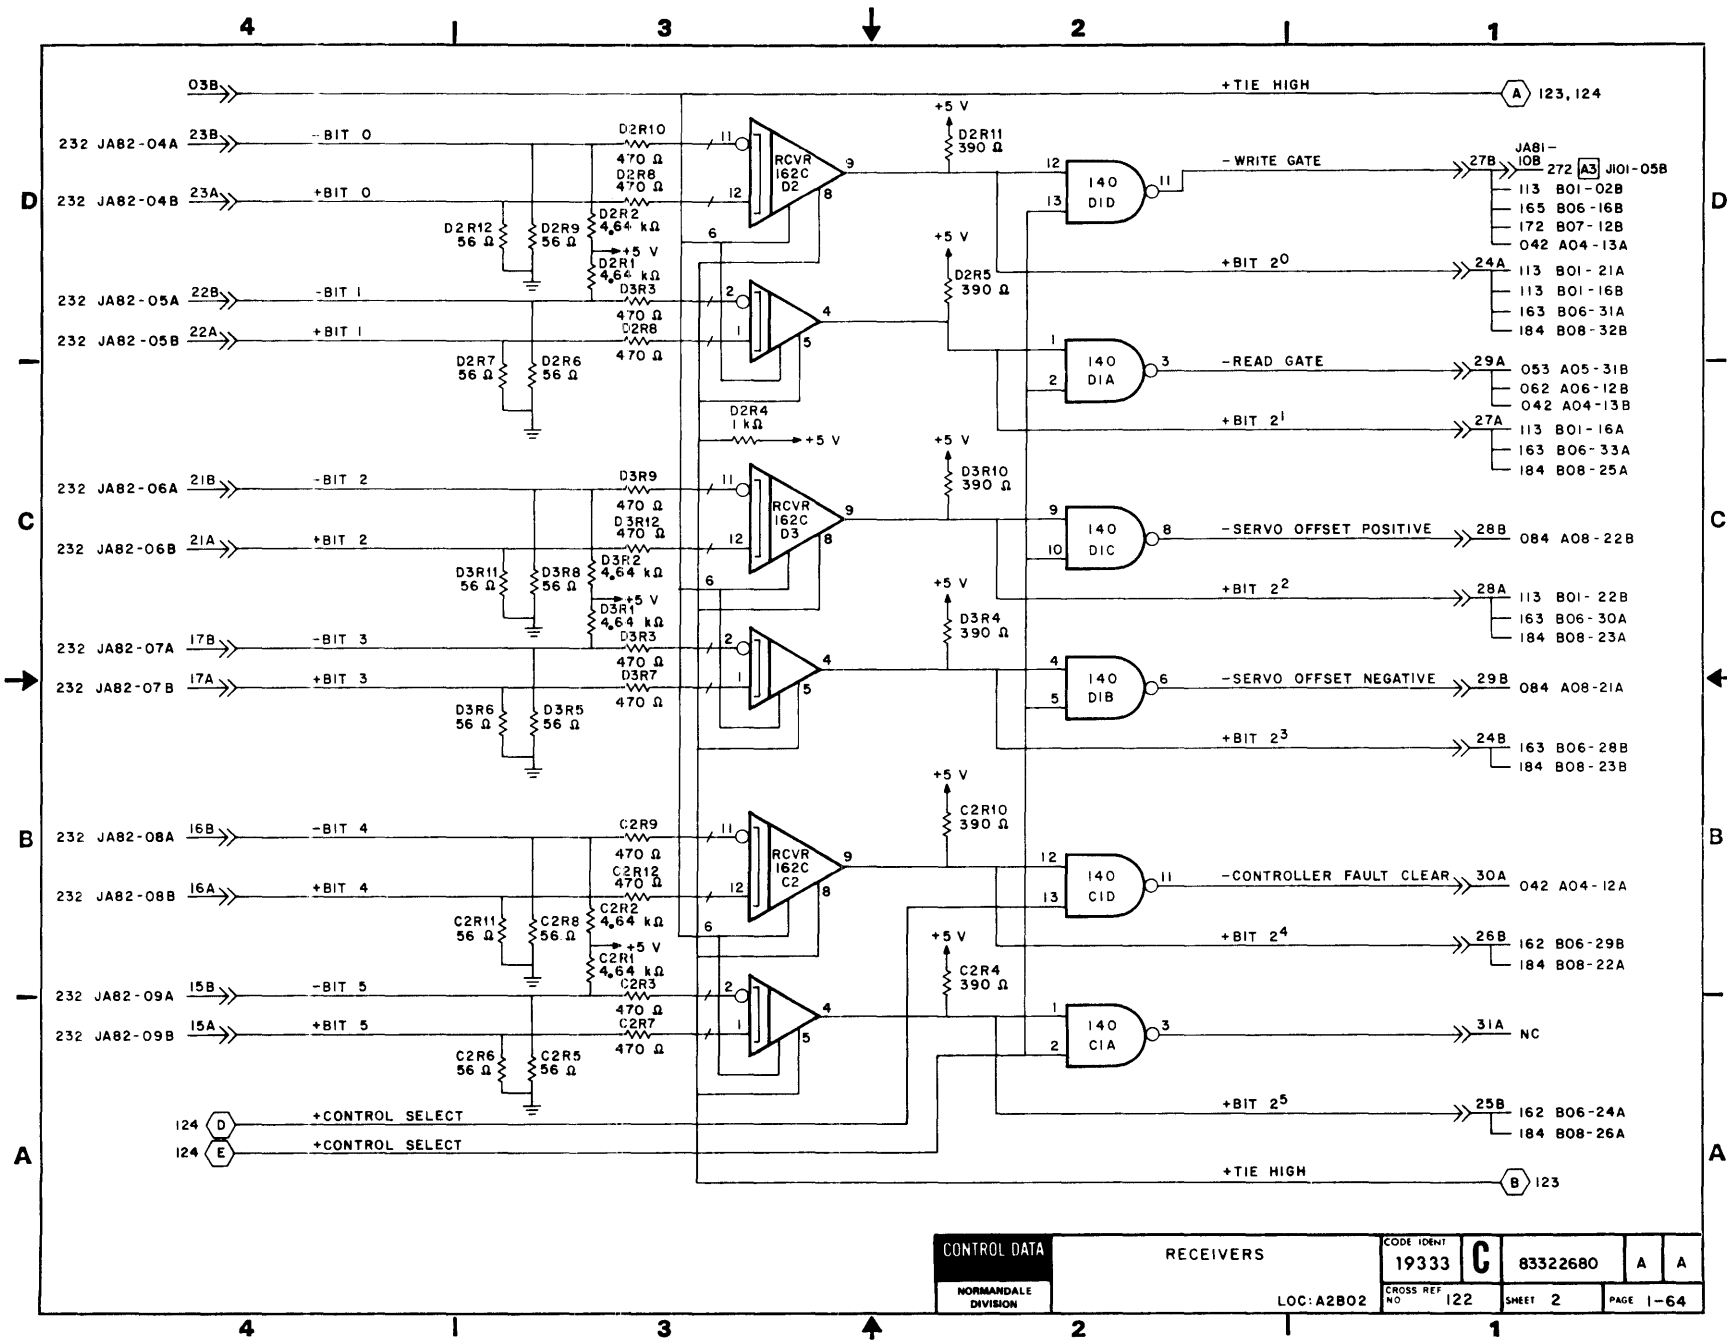 4 3 2 1
03B +TIE HIGH A 123,124
+5 V
D2R11
390 Ω
232 JA82-04A 23B -BIT 0 D2R10
470 Ω
11 RCVR
162C
D2
9
8
232 JA82-04B 23A +BIT 0 D2R8
470 Ω
12
6
D D
D2R12
56 Ω
D2R9
56 Ω
D2R2
4.64 kΩ
+5 V
D2R1
4.64 kΩ
12
13
140
D1D
11
-WRITE GATE 27B JA81-
10B 272 A3 J101-05B
113 B01-02B
165 B06-16B
172 B07-12B
042 A04-13A
+5 V
D2R5
390 Ω
+BIT 2⁰ 24A 113 B01-21A
113 B01-16B
163 B06-31A
184 B08-32B
232 JA82-05A 22B -BIT 1 D2R3
470 Ω
2
4
5
232 JA82-05B 22A +BIT 1 D2R8
470 Ω
1
D2R7
56 Ω
D2R6
56 Ω
1
2
140
D1A
3
-READ GATE 29A 053 A05-31B
062 A06-12B
042 A04-13B
D2R4
1 kΩ
+5 V
+BIT 2¹ 27A 113 B01-16A
163 B06-33A
184 B08-25A
+5 V
D3R10
390 Ω
232 JA82-06A 21B -BIT 2 D3R9
470 Ω
11 RCVR
162C
D3
9
8
C C
232 JA82-06B 21A +BIT 2 D3R12
470 Ω
12
6
D3R11
56 Ω
D3R8
56 Ω
D3R2
4.64 kΩ
+5 V
D3R1
4.64 kΩ
9
10
140
D1C
8
-SERVO OFFSET POSITIVE 28B 084 A08-22B
+5 V
D3R4
390 Ω
+BIT 2² 28A 113 B01-22B
163 B06-30A
184 B08-23A
232 JA82-07A 17B -BIT 3 D3R3
470 Ω
2
4
5
232 JA82-07B 17A +BIT 3 D3R7
470 Ω
1
D3R6
56 Ω
D3R5
56 Ω
4
5
140
D1B
6
-SERVO OFFSET NEGATIVE 29B 084 A08-21A
+BIT 2³ 24B 163 B06-28B
184 B08-23B
+5 V
C2R10
390 Ω
232 JA82-08A 16B -BIT 4 C2R9
470 Ω
11 RCVR
162C
C2
9
8
B B
232 JA82-08B 16A +BIT 4 C2R12
470 Ω
12
6
C2R11
56 Ω
C2R8
56 Ω
C2R2
4.64 kΩ
+5 V
C2R1
4.64 kΩ
12
13
140
C1D
11
-CONTROLLER FAULT CLEAR 30A 042 A04-12A
+5 V
C2R4
390 Ω
+BIT 2⁴ 26B 162 B06-29B
184 B08-22A
232 JA82-09A 15B -BIT 5 C2R3
470 Ω
2
4
5
232 JA82-09B 15A +BIT 5 C2R7
470 Ω
1
C2R6
56 Ω
C2R5
56 Ω
1
2
140
C1A
3
31A NC
+BIT 2⁵ 25B 162 B06-24A
184 B08-26A
124 D +CONTROL SELECT
124 E +CONTROL SELECT
A A
+TIE HIGH B 123
CONTROL DATA
NORMANDALE
DIVISION
RECEIVERS
LOC: A2B02
CODE IDENT
19333 C 83322680 A A
CROSS REF
NO 122 SHEET 2 PAGE 1-64
4 3 2 1